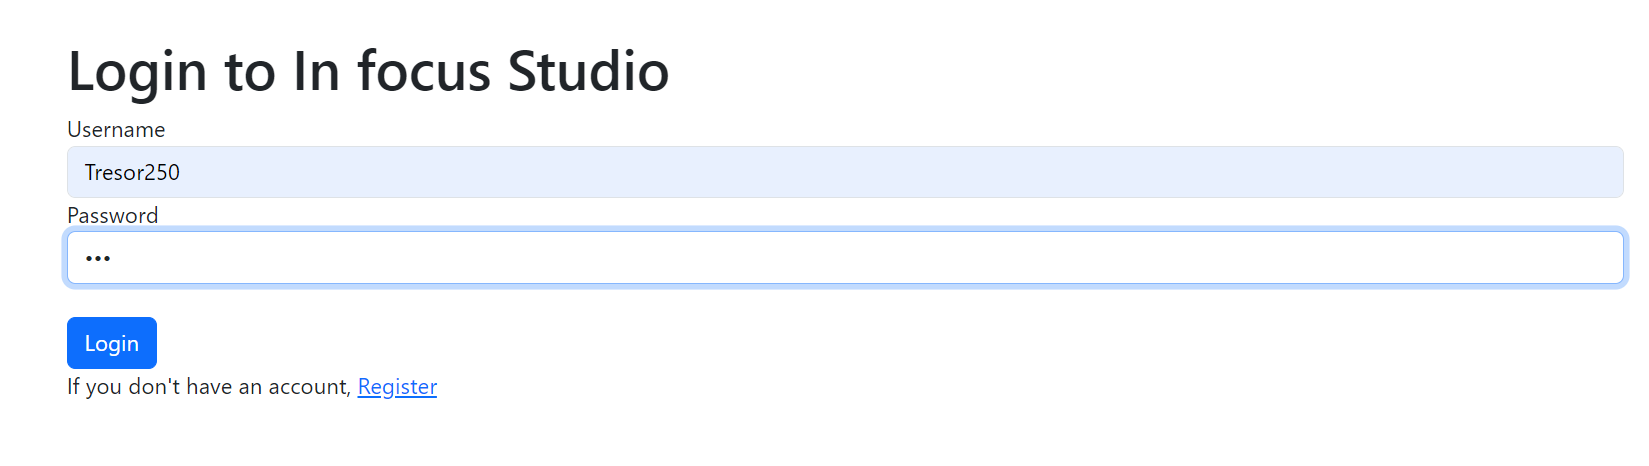 Login to In focus Studio
Username
Tresor250
Password
•••
Login
If you don't have an account, Register